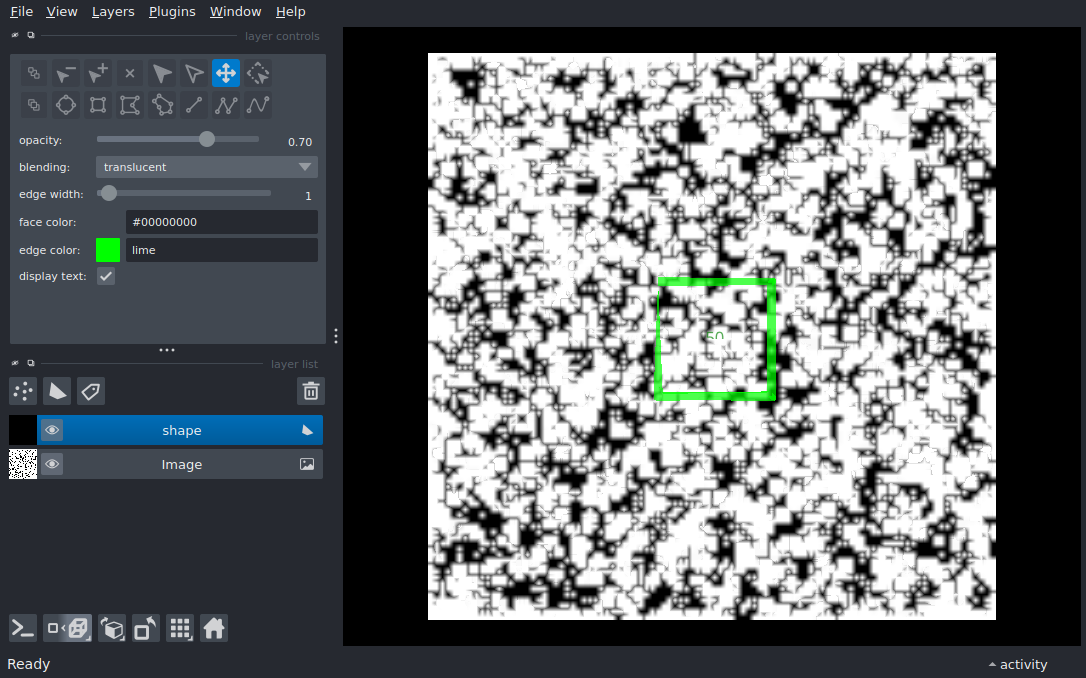 File View Layers Plugins Window Help
layer controls
opacity: 0.70
blending: translucent
edge width: 1
face color: #00000000
edge color: lime
display text:
layer list
shape
Image
50
Ready
activity